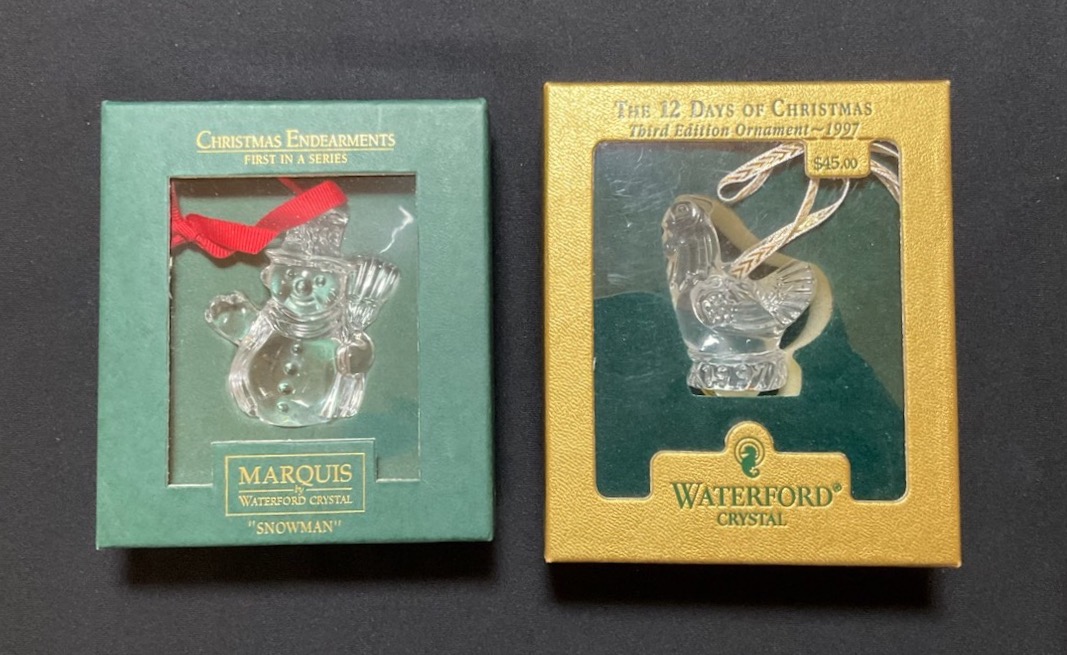 CHRISTMAS ENDEARMENTS
FIRST IN A SERIES
MARQUIS
by
WATERFORD CRYSTAL
"SNOWMAN"
THE 12 DAYS OF CHRISTMAS
Third Edition Ornament~1997
$45.00
1997
WATERFORD®
CRYSTAL